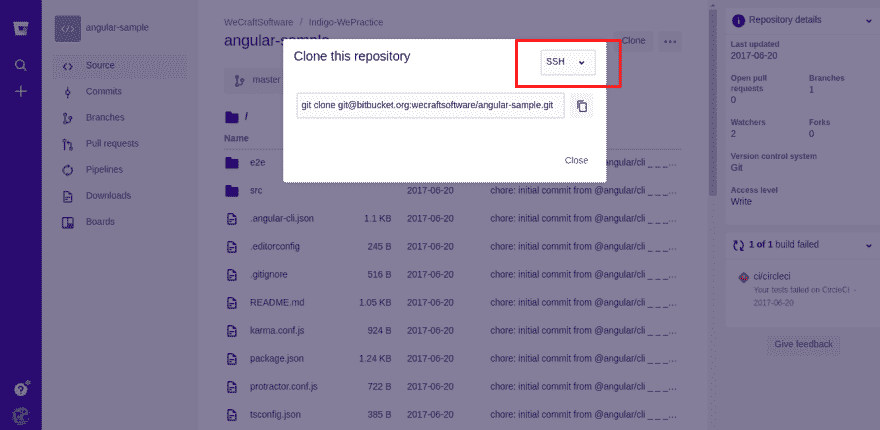 angular-sample
Source
Commits
Branches
Pull requests
Pipelines
Downloads
Boards
WeCraftSoftware / Indigo-WePractice
angular-sample
Clone
master
/
Name
e2e 2017-06-20 chore: initial commit from @angular/cli _ _ _…
src 2017-06-20 chore: initial commit from @angular/cli _ _ _…
.angular-cli.json 1.1 KB 2017-06-20 chore: initial commit from @angular/cli _ _ _…
.editorconfig 245 B 2017-06-20 chore: initial commit from @angular/cli _ _ _…
.gitignore 516 B 2017-06-20 chore: initial commit from @angular/cli _ _ _…
README.md 1.05 KB 2017-06-20 chore: initial commit from @angular/cli _ _ _…
karma.conf.js 924 B 2017-06-20 chore: initial commit from @angular/cli _ _ _…
package.json 1.24 KB 2017-06-20 chore: initial commit from @angular/cli _ _ _…
protractor.conf.js 722 B 2017-06-20 chore: initial commit from @angular/cli _ _ _…
tsconfig.json 385 B 2017-06-20 chore: initial commit from @angular/cli _ _ _…
Clone this repository
SSH
git clone git@bitbucket.org:wecraftsoftware/angular-sample.git
Close
Repository details
Last updated
2017-06-20
Open pull requests
0
Branches
1
Watchers
2
Forks
0
Version control system
Git
Access level
Write
1 of 1 build failed
ci/circleci
Your tests failed on CircleCI -
2017-06-20
Give feedback